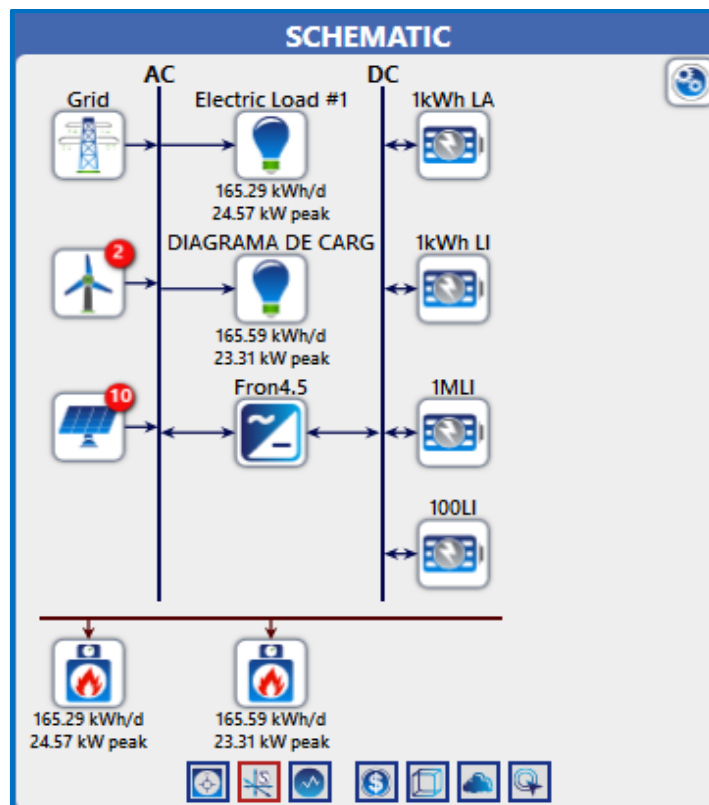 SCHEMATIC
AC
DC
Grid
Electric Load #1
1kWh LA
165.29 kWh/d
24.57 kW peak
2
DIAGRAMA DE CARG
1kWh LI
165.59 kWh/d
23.31 kW peak
10
Fron4.5
1MLI
100LI
165.29 kWh/d
24.57 kW peak
165.59 kWh/d
23.31 kW peak